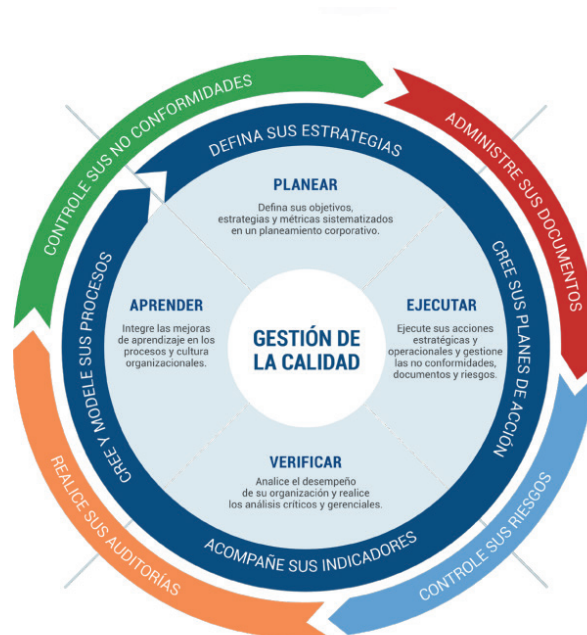 CONTROLE SUS NO CONFORMIDADES
ADMINISTRE SUS DOCUMENTOS
CONTROLE SUS RIESGOS
REALICE SUS AUDITORÍAS
DEFINA SUS ESTRATEGIAS
CREE SUS PLANES DE ACCIÓN
ACOMPAÑE SUS INDICADORES
CREE Y MODELE SUS PROCESOS
PLANEAR
Defina sus objetivos,
estrategias y métricas sistematizados
en un planeamiento corporativo.
APRENDER
Integre las mejoras
de aprendizaje en los
procesos y cultura
organizacionales.
GESTIÓN DE
LA CALIDAD
EJECUTAR
Ejecute sus acciones
estratégicas y
operacionales y gestione
las no conformidades,
documentos y riesgos.
VERIFICAR
Analice el desempeño
de su organización y realice
los análisis críticos y gerenciales.